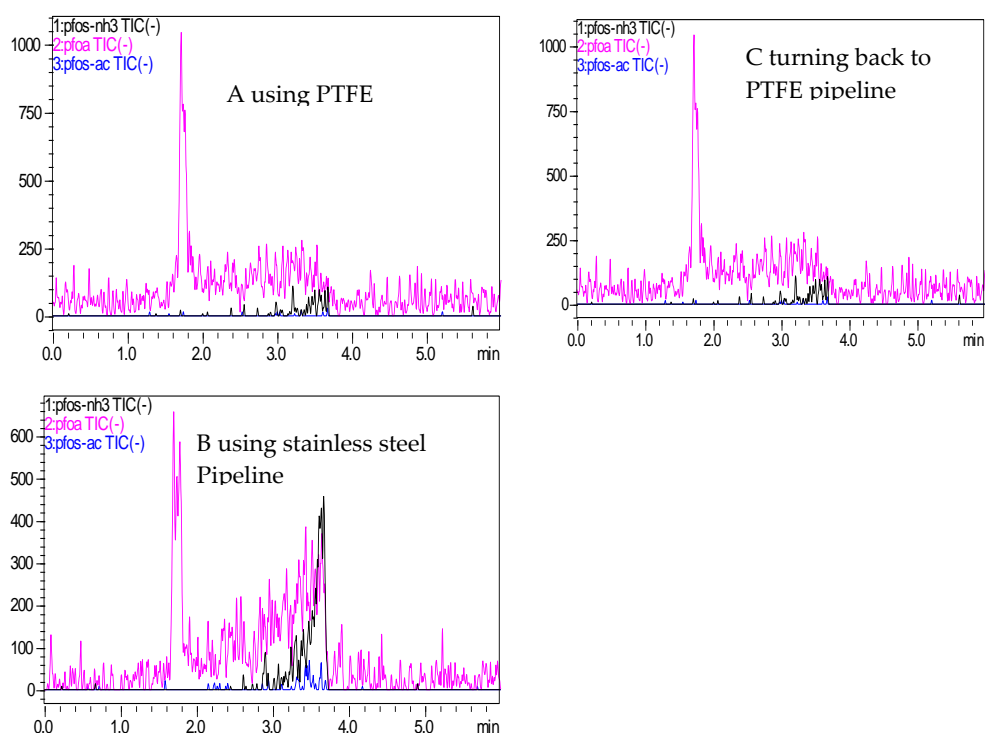 1:pfos-nh3 TIC(-)
2:pfoa TIC(-)
3:pfos-ac TIC(-)
A using PTFE
1000
750
500
250
0
0.0 1.0 2.0 3.0 4.0 5.0 min
1:pfos-nh3 TIC(-)
2:pfoa TIC(-)
3:pfos-ac TIC(-)
C turning back to
PTFE pipeline
1000
750
500
250
0
0.0 1.0 2.0 3.0 4.0 5.0 min
1:pfos-nh3 TIC(-)
2:pfoa TIC(-)
3:pfos-ac TIC(-)
B using stainless steel
Pipeline
600
500
400
300
200
100
0
0.0 1.0 2.0 3.0 4.0 5.0 min